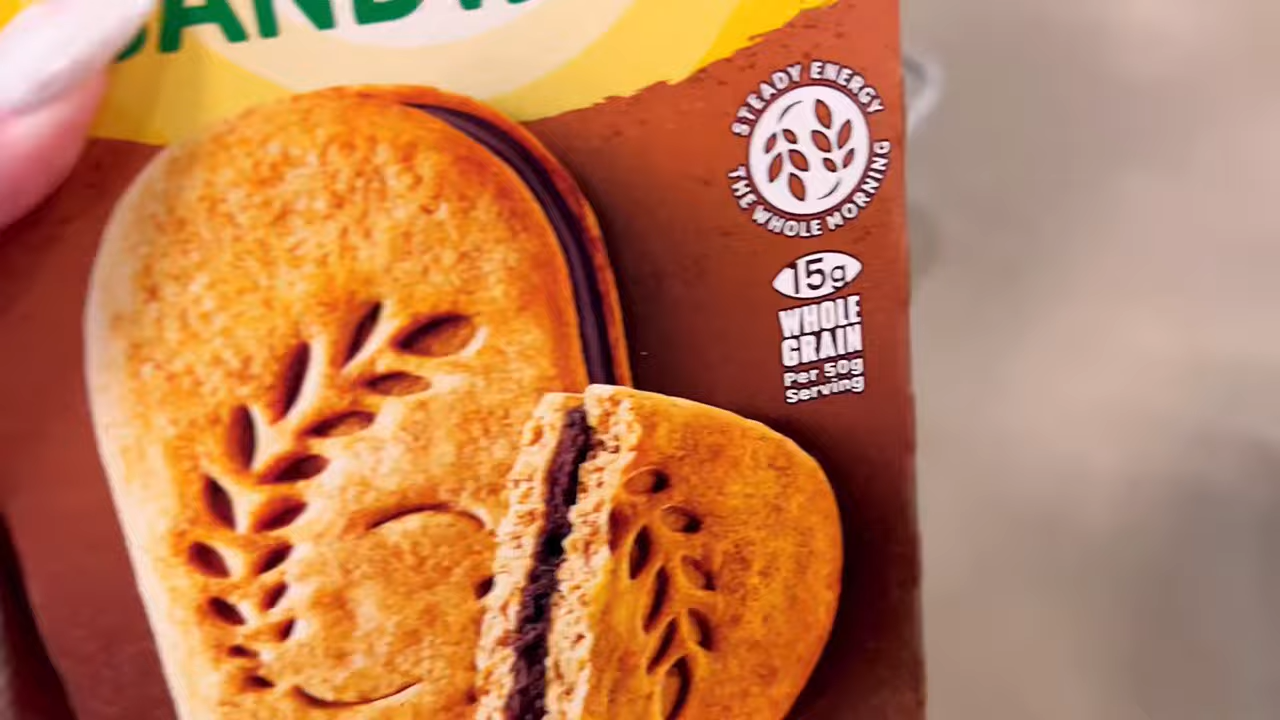 STEADY ENERGY
THE WHOLE MORNING
15g
WHOLE
GRAIN
Per 50g
Serving